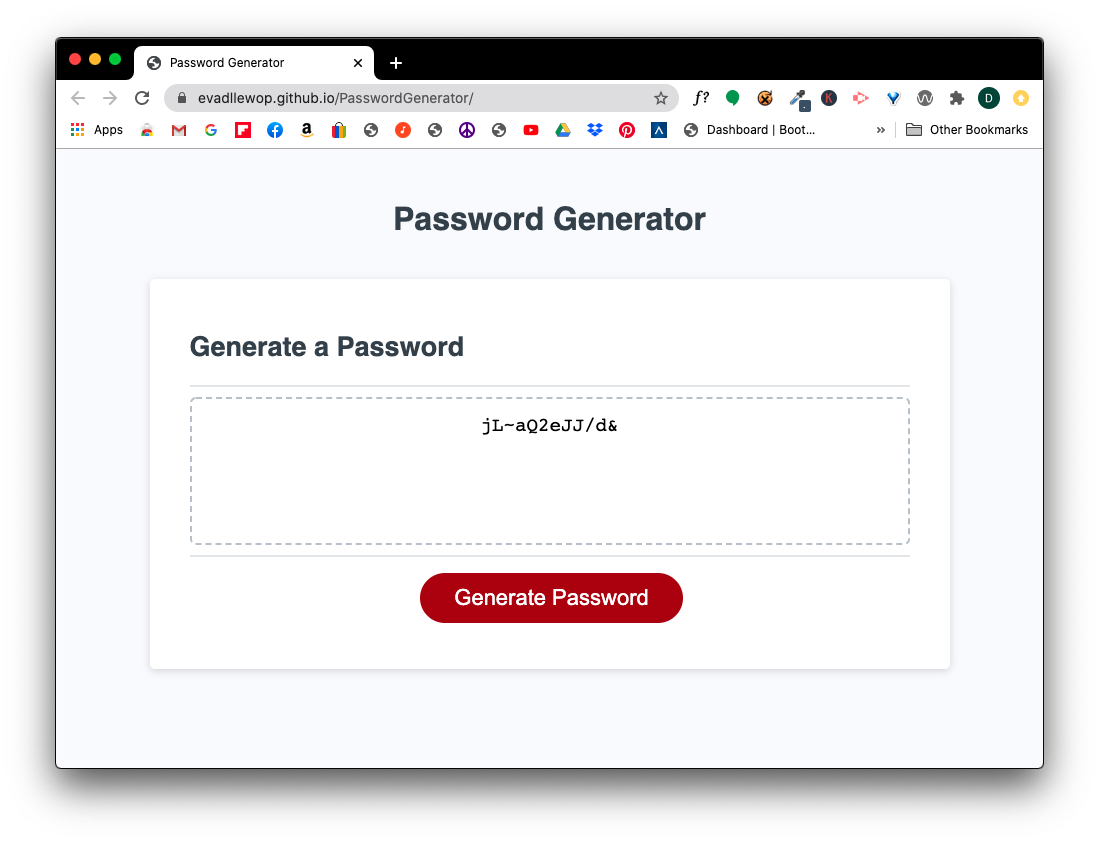 Password Generator
evadllewop.github.io/PasswordGenerator/
f?
K
D
Apps
G
a
Dashboard | Boot...
»
Other Bookmarks
Password Generator
Generate a Password
jL~aQ2eJJ/d&
Generate Password